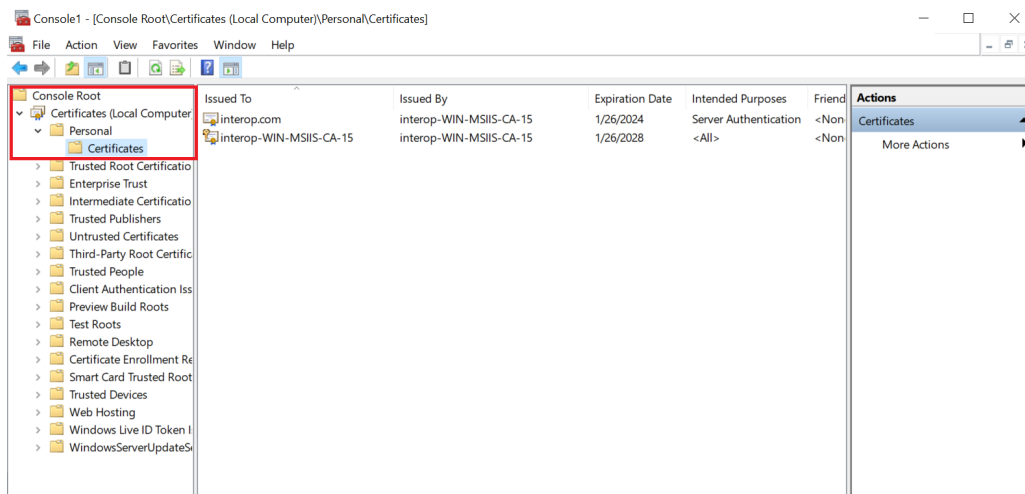 Console1 - [Console Root\Certificates (Local Computer)\Personal\Certificates]
File Action View Favorites Window Help
Console Root
Certificates (Local Computer
Personal
Certificates
Trusted Root Certificatio
Enterprise Trust
Intermediate Certificatio
Trusted Publishers
Untrusted Certificates
Third-Party Root Certific
Trusted People
Client Authentication Iss
Preview Build Roots
Test Roots
Remote Desktop
Certificate Enrollment Re
Smart Card Trusted Root
Trusted Devices
Web Hosting
Windows Live ID Token I
WindowsServerUpdateSe
Issued To Issued By Expiration Date Intended Purposes Friend
interop.com interop-WIN-MSIIS-CA-15 1/26/2024 Server Authentication <Non
interop-WIN-MSIIS-CA-15 interop-WIN-MSIIS-CA-15 1/26/2028 <All> <Non
Actions
Certificates
More Actions